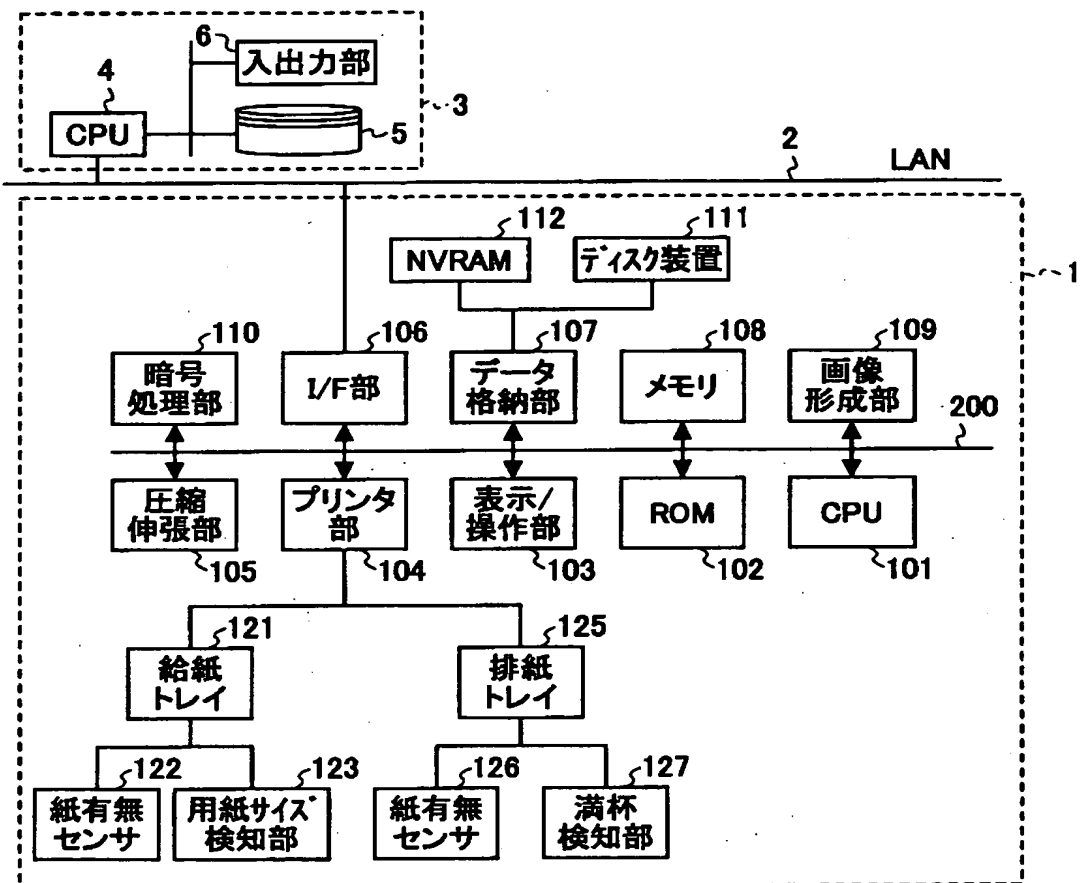 6
入出力部
4
CPU
5
3
2
LAN
112
NVRAM
111
ディスク装置
1
110
暗号
処理部
106
I/F部
107
データ
格納部
108
メモリ
109
画像
形成部
200
圧縮
伸張部
105
プリンタ
部
104
表示/
操作部
103
ROM
102
CPU
101
121
給紙
トレイ
125
排紙
トレイ
122
紙有無
センサ
123
用紙サイズ
検知部
126
紙有無
センサ
127
満杯
検知部